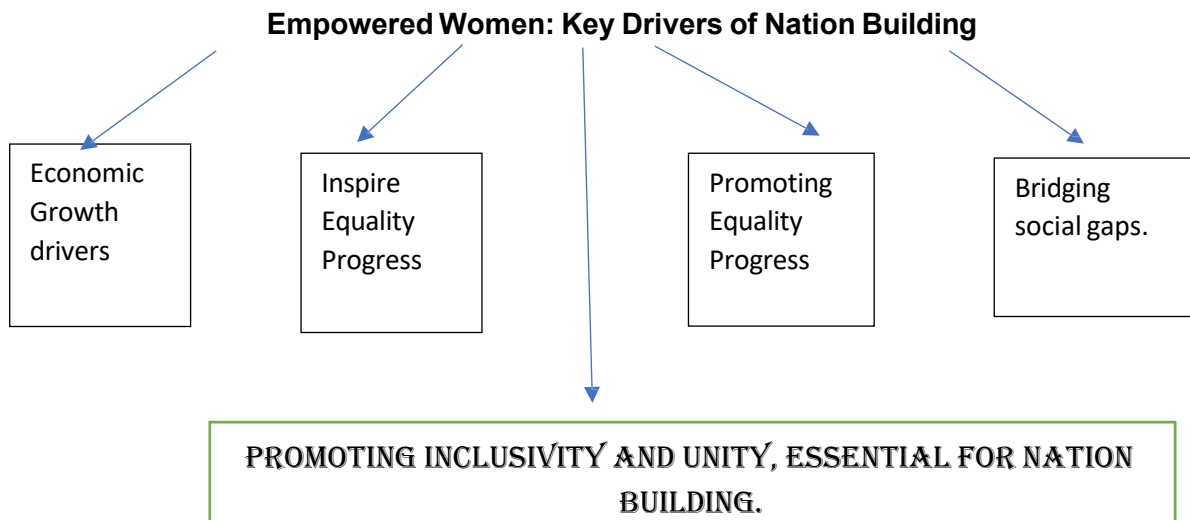 Empowered Women: Key Drivers of Nation Building
Economic
Growth
drivers
Inspire
Equality
Progress
Promoting
Equality
Progress
Bridging
social gaps.
PROMOTING INCLUSIVITY AND UNITY, ESSENTIAL FOR NATION
BUILDING.